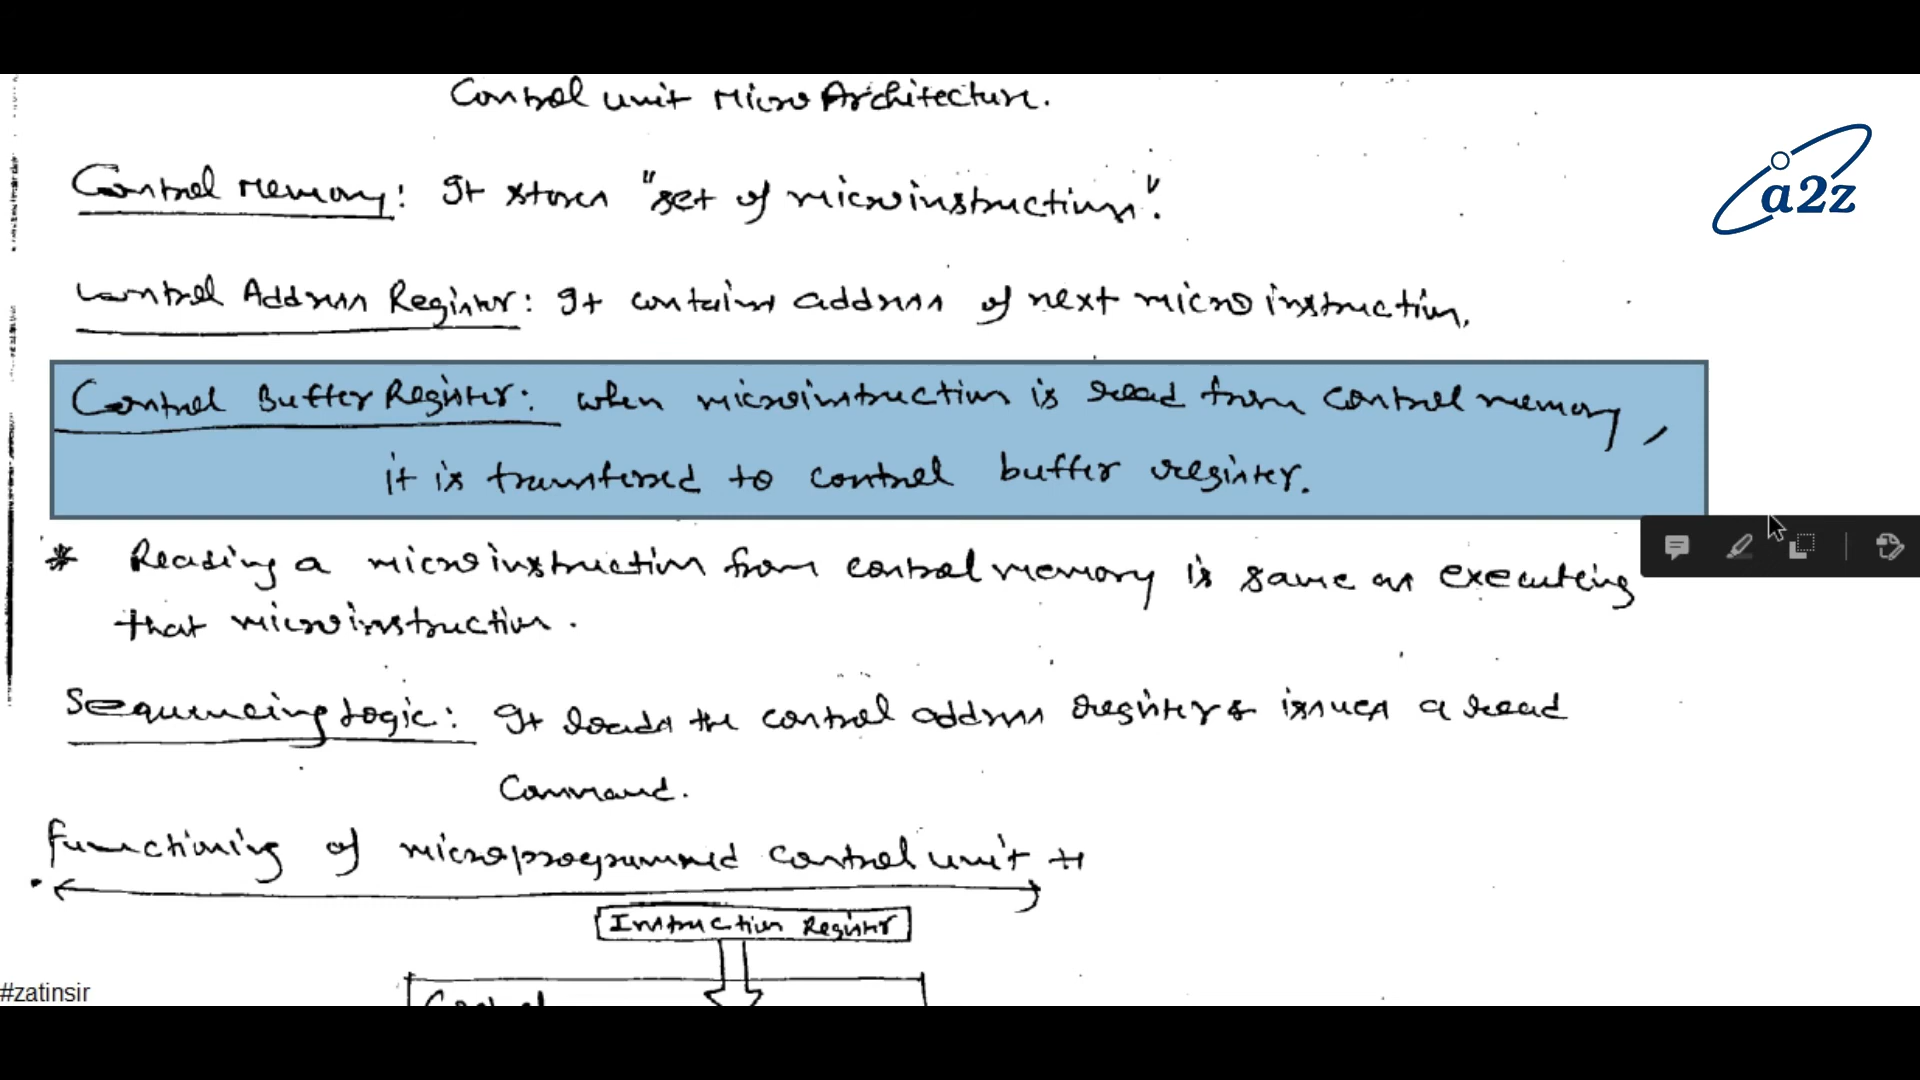 Control unit Micro Architecture.
a2z
Control Memory: It stores "set of microinstructions".
Control Address Register: It contains address of next micro instruction.
Control Buffer Register: when microinstruction is read from control memory,
it is transferred to control buffer register.
* Reading a microinstruction from control memory is same as executing
that microinstruction.
Sequencing Logic: It loads the control address register & issues a read
Command.
Functioning of microprogrammed control unit
Instruction Register
Control
#zatinsir